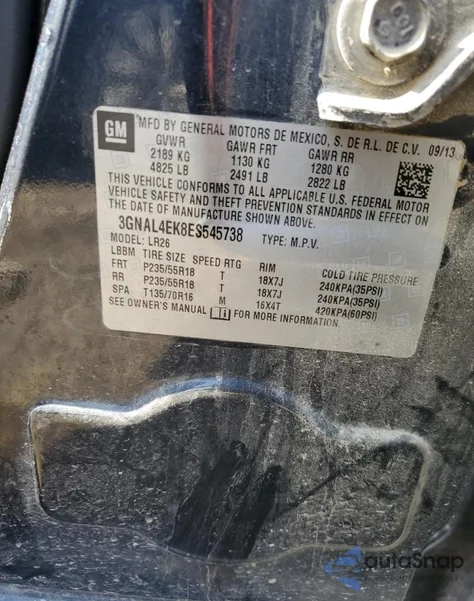 GM
MFD BY GENERAL MOTORS DE MEXICO, S. DE R.L. DE C.V. 09/13
GVWR GAWR FRT GAWR RR
2189 KG 1130 KG 1280 KG
4825 LB 2491 LB 2822 LB
THIS VEHICLE CONFORMS TO ALL APPLICABLE U.S. FEDERAL MOTOR
VEHICLE SAFETY AND THEFT PREVENTION STANDARDS IN EFFECT ON
THE DATE OF MANUFACTURE SHOWN ABOVE.
3GNAL4EK8ES545738 TYPE: M.P.V.
MODEL: LR26
LBBM TIRE SIZE SPEED RTG RIM COLD TIRE PRESSURE
FRT P235/55R18 T 18X7J 240KPA(35PSI)
RR P235/55R18 T 18X7J 240KPA(35PSI)
SPA T135/70R16 M 16X4T 420KPA(60PSI)
SEE OWNER'S MANUAL FOR MORE INFORMATION.
autoSnap